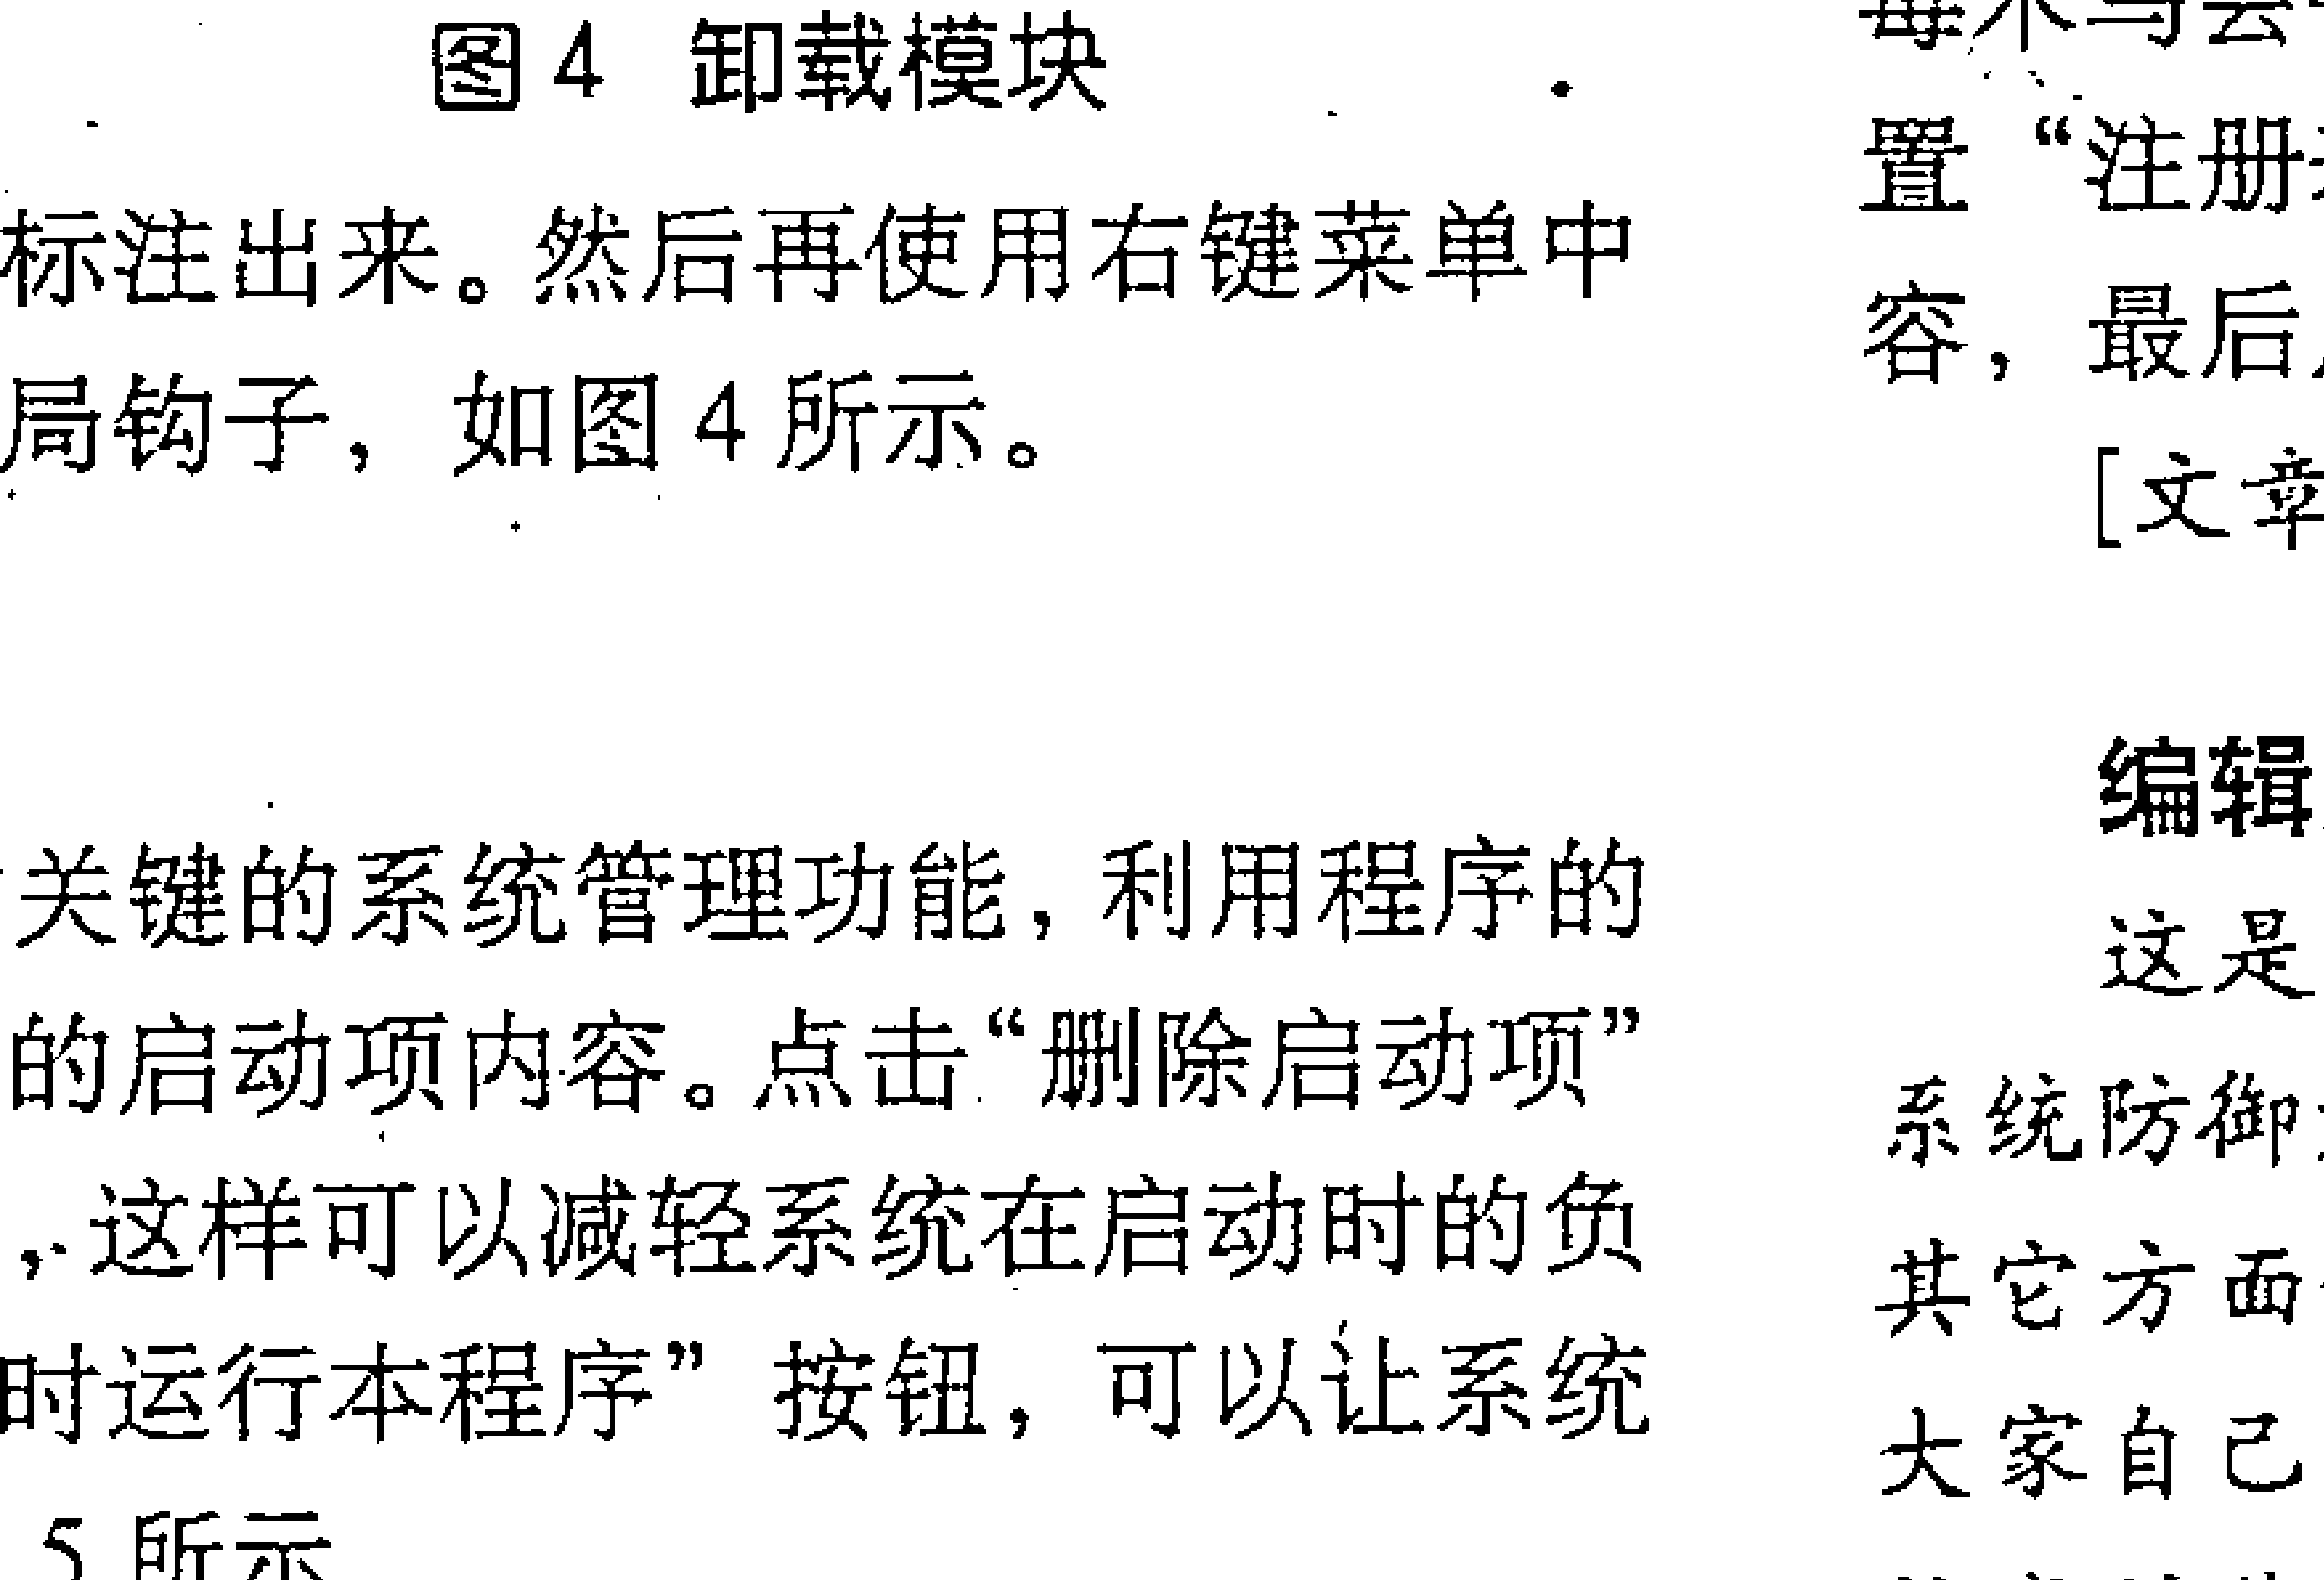 图4 卸载模块
标注出来。然后再使用右键菜单中
局钩子，如图4所示。
关键的系统管理功能，利用程序的
的启动项内容。点击“删除启动项”
，这样可以减轻系统在启动时的负
时运行本程序” 按钮，可以让系统
5所示
毒木马会
置 “注册
容，最后
[文章
编辑
这是
系统防御
其它方面
大家自己